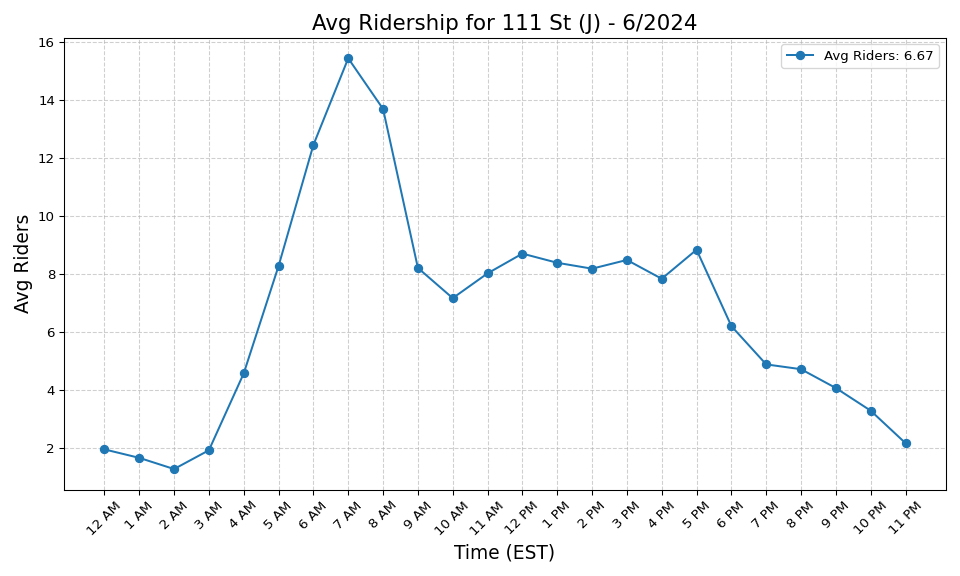 Avg Ridership for 111 St (J) - 6/2024
Avg Riders: 6.67
Avg Riders
16
14
12
10
8
6
4
2
12 AM
1 AM
2 AM
3 AM
4 AM
5 AM
6 AM
7 AM
8 AM
9 AM
10 AM
11 AM
12 PM
1 PM
2 PM
3 PM
4 PM
5 PM
6 PM
7 PM
8 PM
9 PM
10 PM
11 PM
Time (EST)